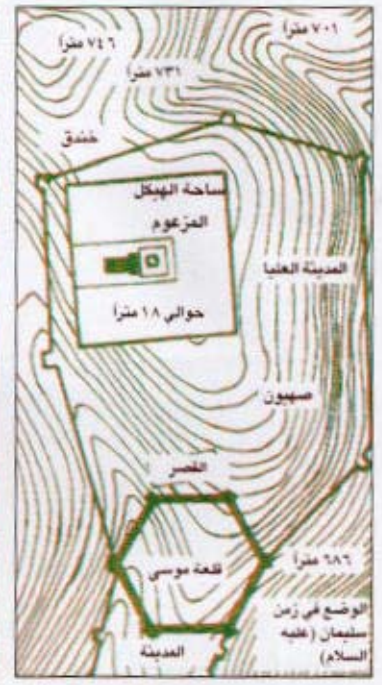 ٧٠١ متراً
٧٤٦ متراً
٧٣١ متراً
خندق
ساحة الهيكل
المزعوم
المدينة العليا
حوالي ١٨ متراً
صهيون
القصر
٦٨٦ متراً
قلعة موسى
الوضع في زمن
سليمان (عليه
السلام)
المدينة